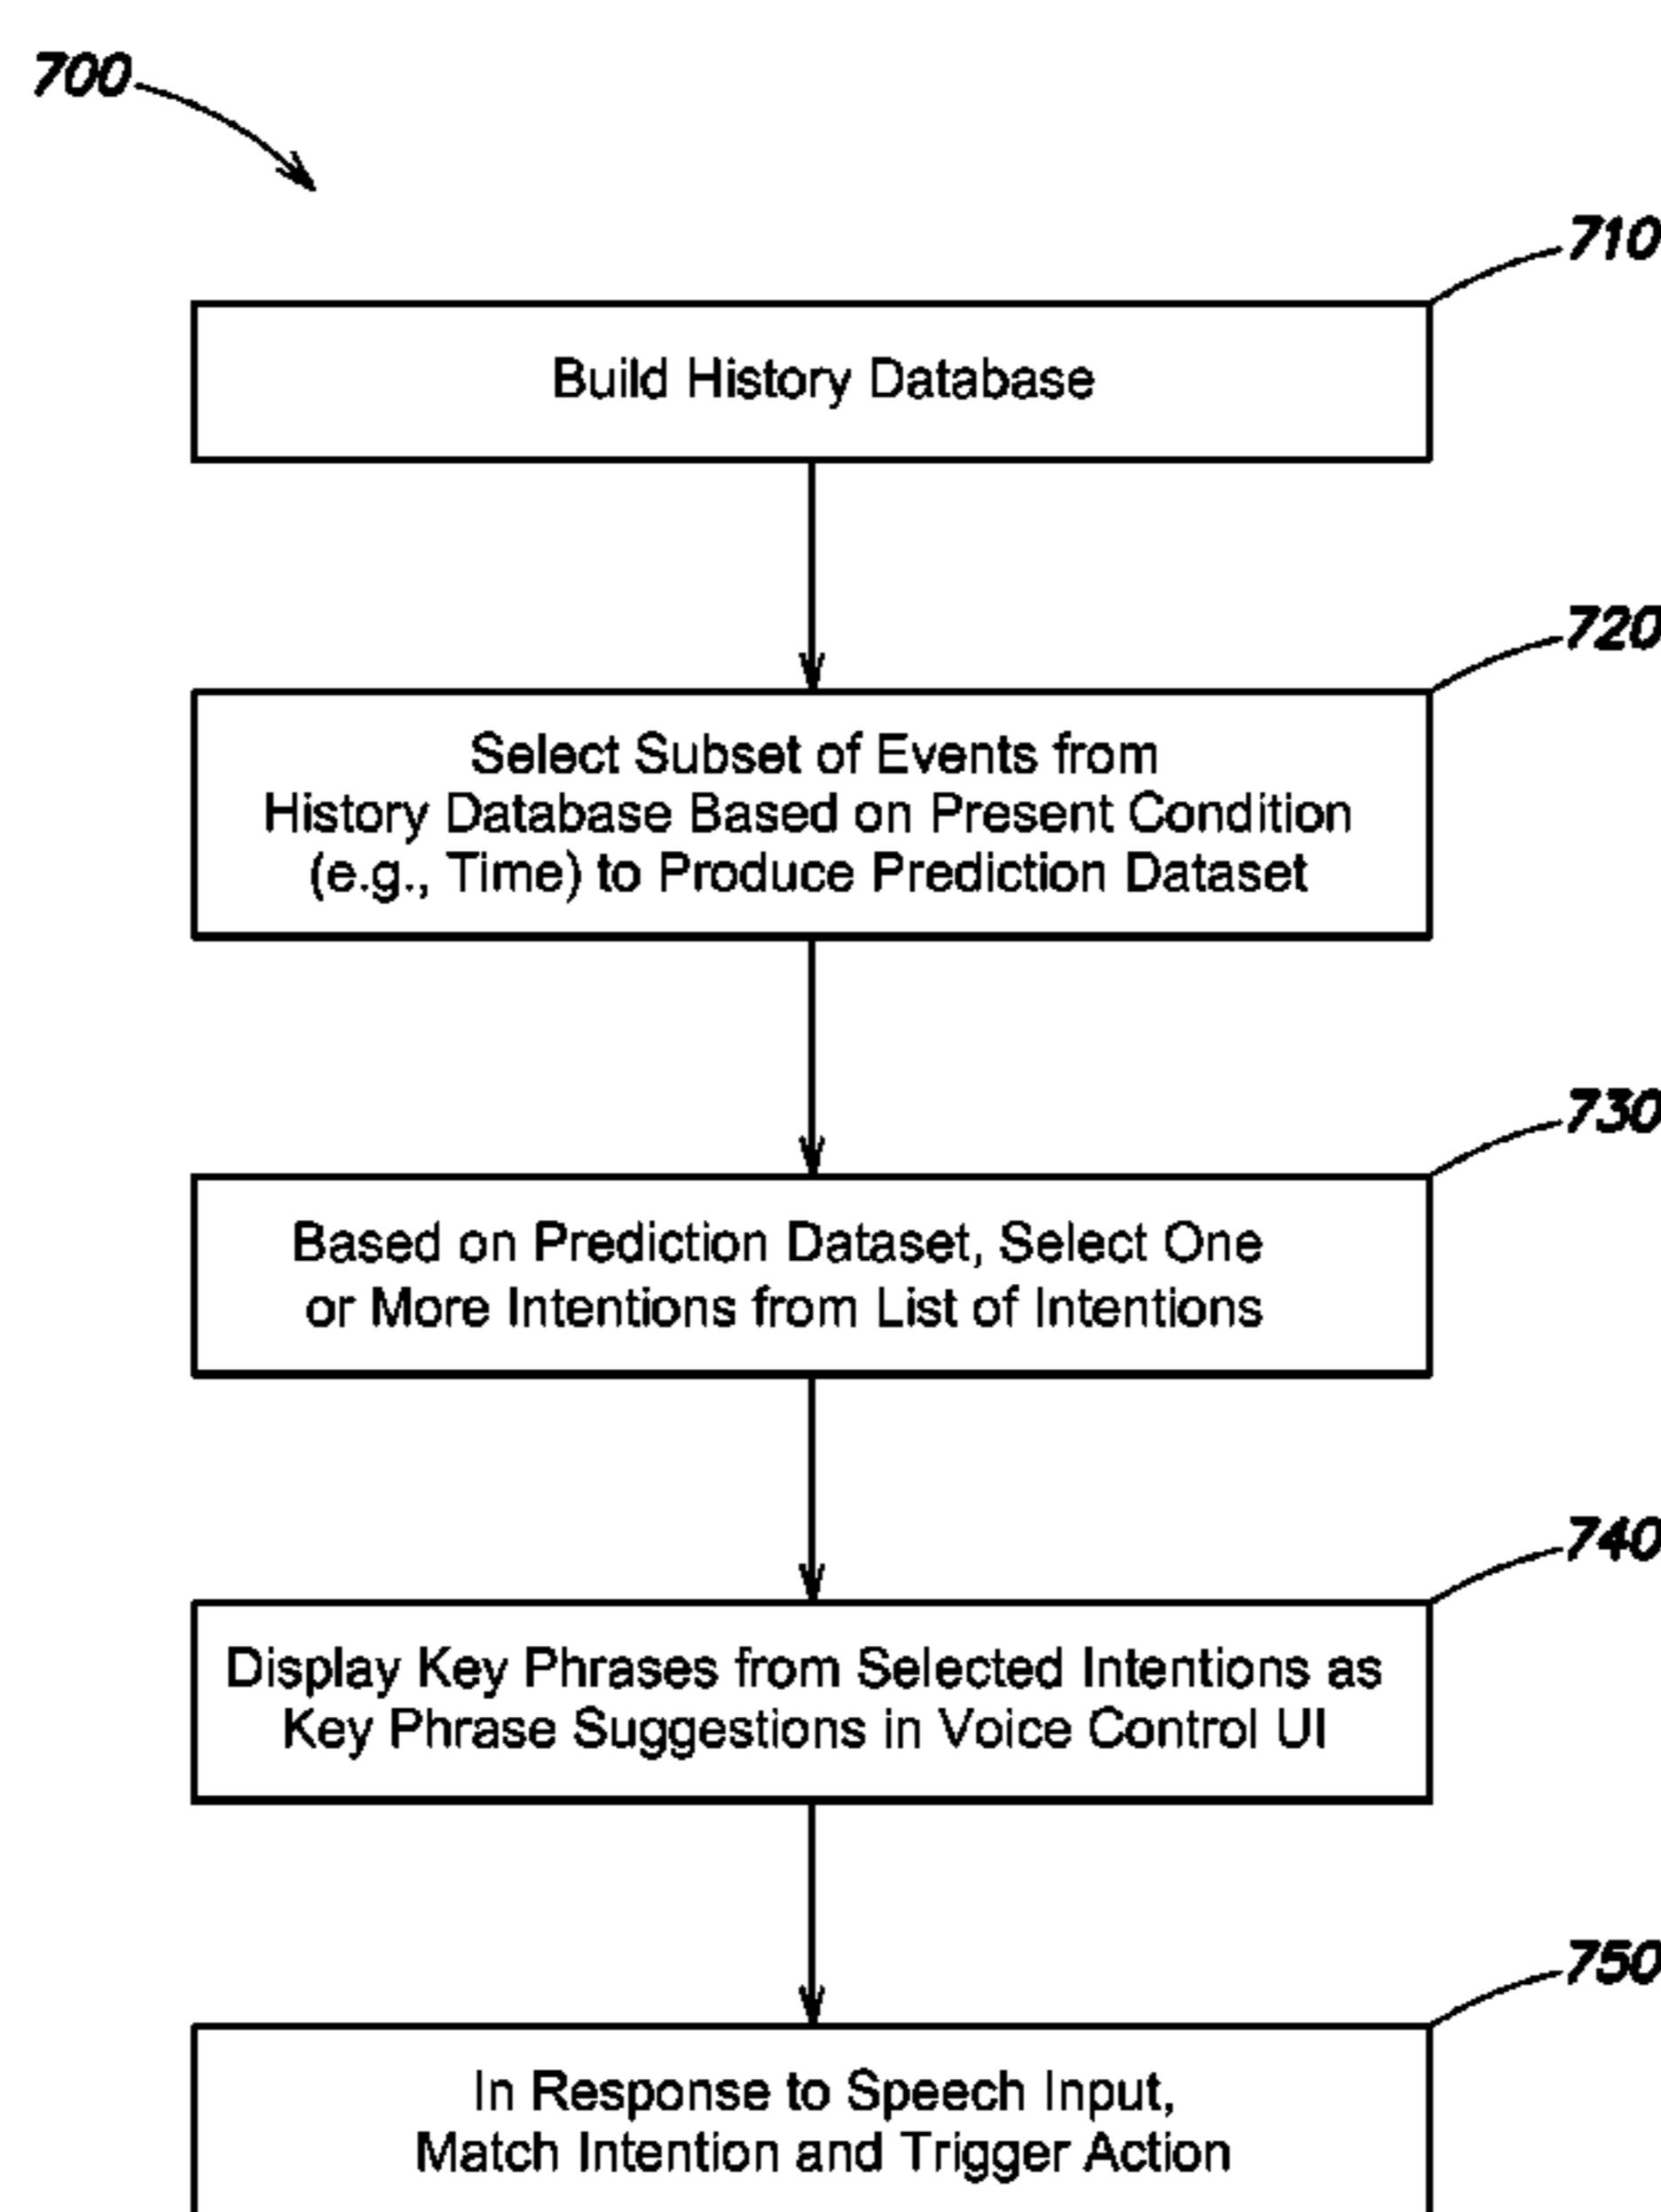 700
710
Build History Database
720
Select Subset of Events from
History Database Based on Present Condition
(e.g., Time) to Produce Prediction Dataset
730
Based on Prediction Dataset, Select One
or More Intentions from List of Intentions
740
Display Key Phrases from Selected Intentions as
Key Phrase Suggestions in Voice Control UI
750
In Response to Speech Input,
Match Intention and Trigger Action